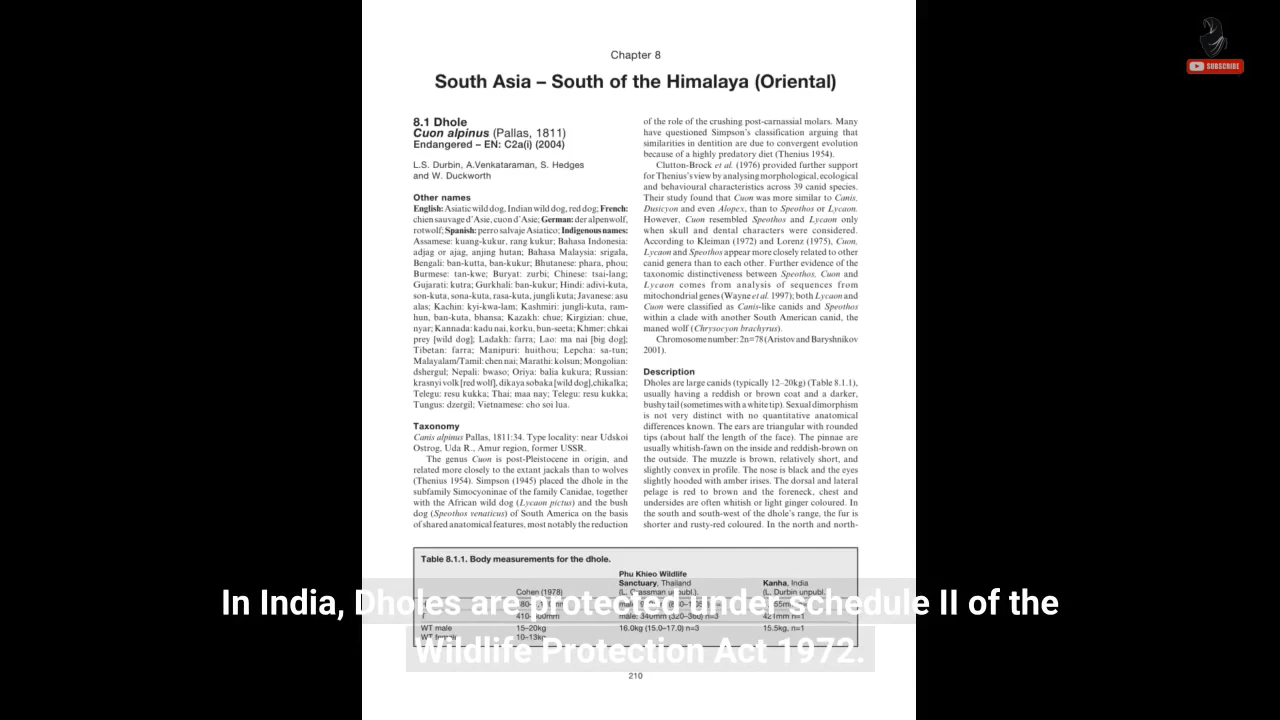 SUBSCRIBE
Chapter 8
South Asia – South of the Himalaya (Oriental)
8.1 Dhole
Cuon alpinus (Pallas, 1811)
Endangered – EN: C2a(i) (2004)
L.S. Durbin, A.Venkataraman, S. Hedges
and W. Duckworth
Other names
English: Asiatic wild dog, Indian wild dog, red dog; French:
chien sauvage d'Asie, cuon d'Asie; German: der alpenwolf,
rotwolf; Spanish: perro salvaje Asiatico; Indigenous names:
Assamese: kuang-kukur, rang kukur; Bahasa Indonesia:
adjag or ajag, anjing hutan; Bahasa Malaysia: srigala,
Bengali: ban-kutta, ban-kukur; Bhutanese: phara, phou;
Burmese: tan-kwe; Buryat: zurbi; Chinese: tsai-lang;
Gujarati: kutra; Gurkhali: ban-kukur; Hindi: adivi-kuta,
son-kuta, sona-kuta, rasa-kuta, jungli kuta; Javanese: asu
alas; Kachin: kyi-kwa-lam; Kashmiri: jungli-kuta, ram-
hun, ban-kuta, bhansa; Kazakh: chue; Kirgizian: chue,
nyar; Kannada: kadu nai, korku, bun-seeta; Khmer: chkai
prey [wild dog]; Ladakh: farra; Lao: ma nai [big dog];
Tibetan: farra; Manipuri: huithou; Lepcha: sa-tun;
Malayalam/Tamil: chen nai; Marathi: kolsun; Mongolian:
dshergul; Nepali: bwaso; Oriya: balia kukura; Russian:
krasnyi volk [red wolf], dikaya sobaka [wild dog], chikalka;
Telegu: resu kukka; Thai: maa nay; Telegu: resu kukka;
Tungus: dzergil; Vietnamese: cho soi lua.
Taxonomy
Canis alpinus Pallas, 1811:34. Type locality: near Udskoi
Ostrog, Uda R., Amur region, former USSR.
The genus Cuon is post-Pleistocene in origin, and
related more closely to the extant jackals than to wolves
(Thenius 1954). Simpson (1945) placed the dhole in the
subfamily Simocyoninae of the family Canidae, together
with the African wild dog (Lycaon pictus) and the bush
dog (Speothos venaticus) of South America on the basis
of shared anatomical features, most notably the reduction
of the role of the crushing post-carnassial molars. Many
have questioned Simpson's classification arguing that
similarities in dentition are due to convergent evolution
because of a highly predatory diet (Thenius 1954).
Clutton-Brock et al. (1976) provided further support
for Thenius's view by analysing morphological, ecological
and behavioural characteristics across 39 canid species.
Their study found that Cuon was more similar to Canis,
Dusicyon and even Alopex, than to Speothos or Lycaon.
However, Cuon resembled Speothos and Lycaon only
when skull and dental characters were considered.
According to Kleiman (1972) and Lorenz (1975), Cuon,
Lycaon and Speothos appear more closely related to other
canid genera than to each other. Further evidence of the
taxonomic distinctiveness between Speothos, Cuon and
Lycaon comes from analysis of sequences from
mitochondrial genes (Wayne et al. 1997); both Lycaon and
Cuon were classified as Canis-like canids and Speothos
within a clade with another South American canid, the
maned wolf (Chrysocyon brachyrus).
Chromosome number: 2n=78 (Aristov and Baryshnikov
2001).
Description
Dholes are large canids (typically 12–20kg) (Table 8.1.1),
usually having a reddish or brown coat and a darker,
bushy tail (sometimes with a white tip). Sexual dimorphism
is not very distinct with no quantitative anatomical
differences known. The ears are triangular with rounded
tips (about half the length of the face). The pinnae are
usually whitish-fawn on the inside and reddish-brown on
the outside. The muzzle is brown, relatively short, and
slightly convex in profile. The nose is black and the eyes
slightly hooded with amber irises. The dorsal and lateral
pelage is red to brown and the foreneck, chest and
undersides are often whitish or light ginger coloured. In
the south and south-west of the dhole's range, the fur is
shorter and rusty-red coloured. In the north and north-
Table 8.1.1. Body measurements for the dhole.
Phu Khieo Wildlife
Sanctuary, Thailand Kanha, India
Cohen (1978) (L. Grassman unpubl.). (L. Durbin unpubl.
male: 340mm (320–360) n=3 421mm n=1
WT male 15–20kg 16.0kg (15.0–17.0) n=3 15.5kg, n=1
10–13kg
In India, Dholes are protected under schedule II of the
Wildlife Protection Act 1972.
210